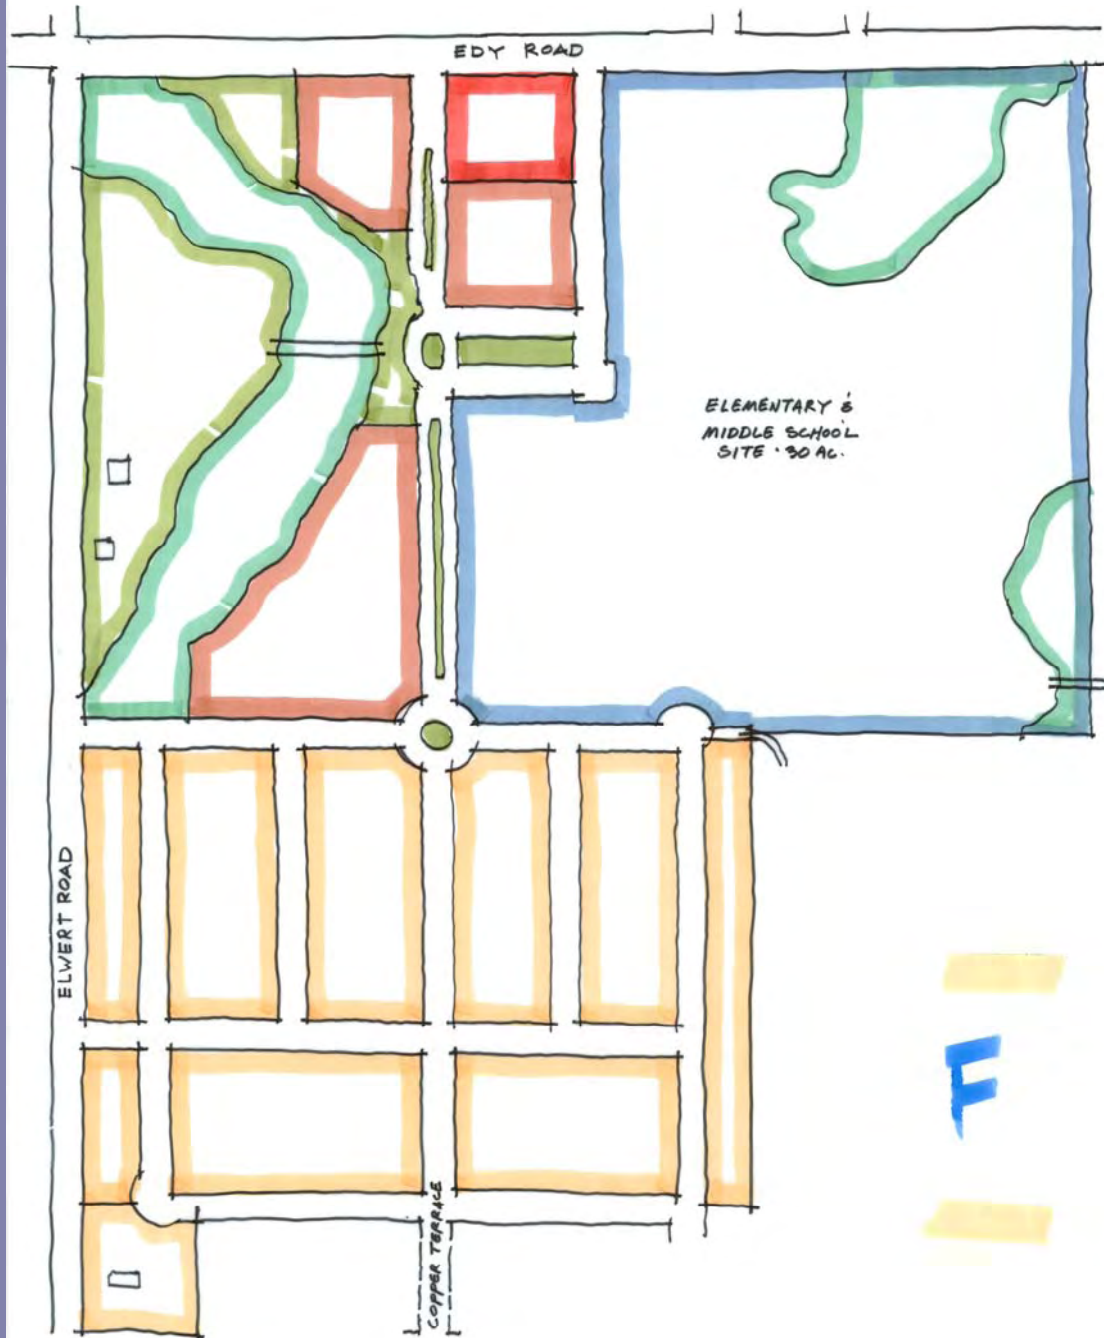 EDY ROAD
ELEMENTARY &
MIDDLE SCHOOL
SITE · 30 AC.
ELWERT ROAD
F
COPPER TERRACE